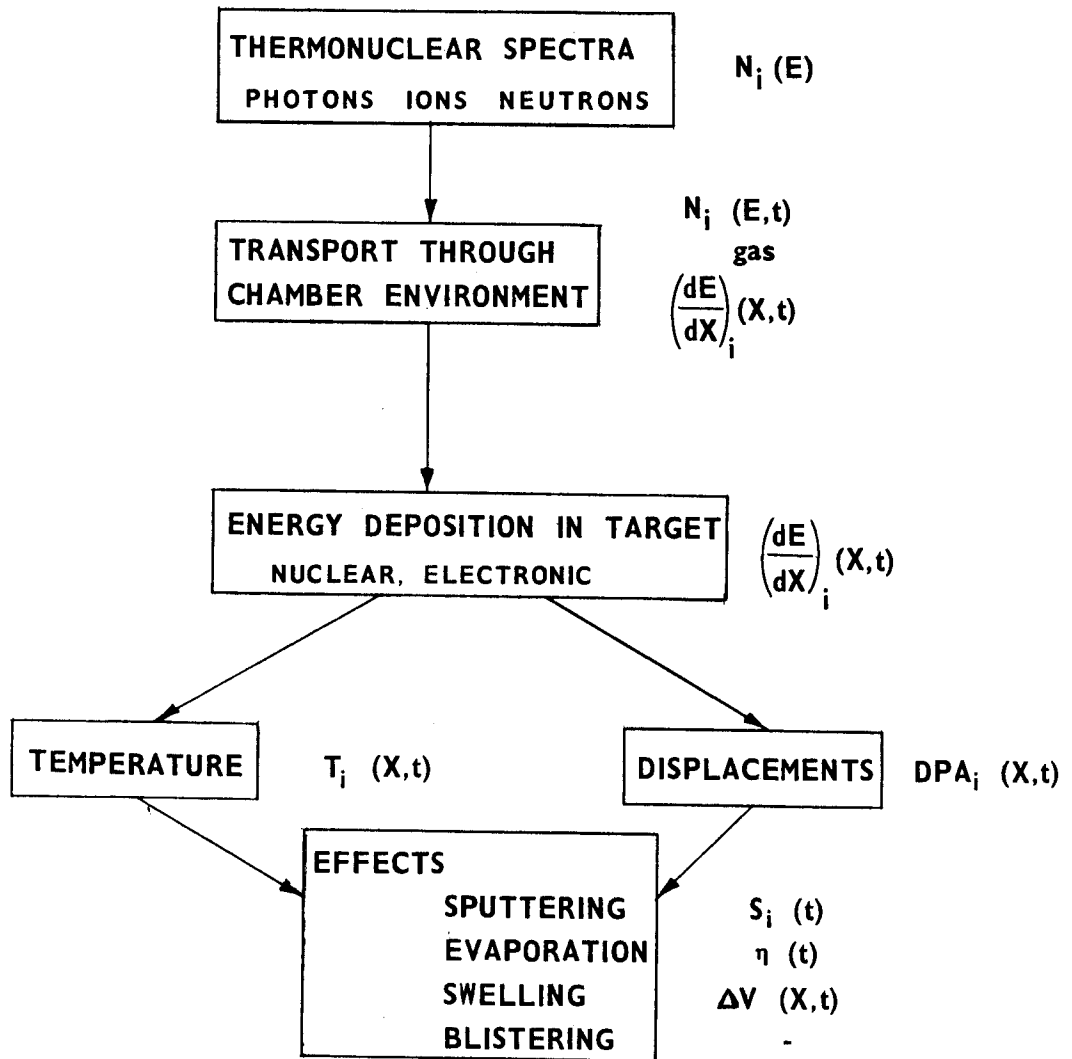 THERMONUCLEAR SPECTRA
PHOTONS IONS NEUTRONS
N_i (E)
TRANSPORT THROUGH
CHAMBER ENVIRONMENT
N_i (E,t)
gas
(dE/dX)_i (X,t)
ENERGY DEPOSITION IN TARGET
NUCLEAR, ELECTRONIC
(dE/dX)_i (X,t)
TEMPERATURE
T_i (X,t)
DISPLACEMENTS
DPA_i (X,t)
EFFECTS
SPUTTERING S_i (t)
EVAPORATION η (t)
SWELLING ΔV (X,t)
BLISTERING -